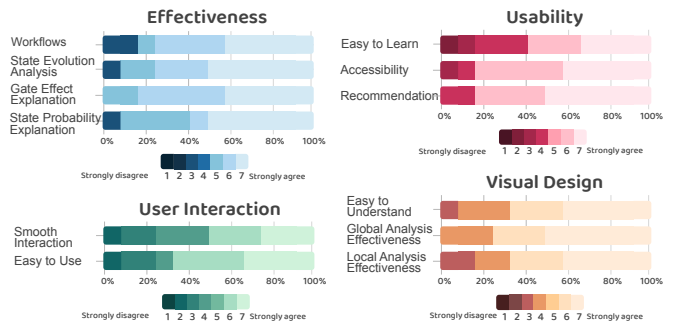 Effectiveness
Workflows
State Evolution
Analysis
Gate Effect
Explanation
State Probability
Explanation
0% 20% 40% 60% 80% 100%
1 2 3 4 5 6 7
Strongly disagree Strongly agree
Usability
Easy to Learn
Accessibility
Recommendation
0% 20% 40% 60% 80% 100%
Strongly disagree 1 2 3 4 5 6 7 Strongly agree
User Interaction
Smooth
Interaction
Easy to Use
0% 20% 40% 60% 80% 100%
Strongly disagree 1 2 3 4 5 6 7 Strongly agree
Visual Design
Easy to
Understand
Global Analysis
Effectiveness
Local Analysis
Effectiveness
0% 20% 40% 60% 80% 100%
Strongly disagree 1 2 3 4 5 6 7 Strongly agree